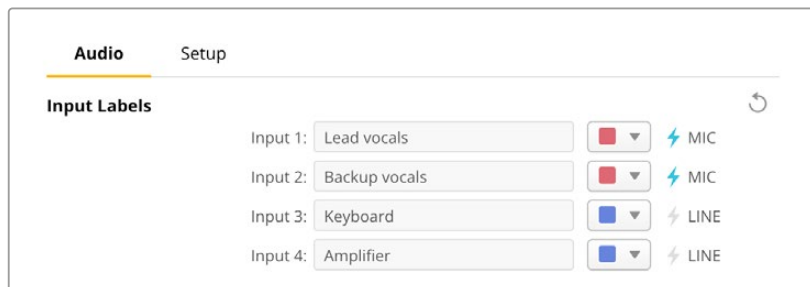 Audio Setup
Input Labels
Input 1: Lead vocals MIC
Input 2: Backup vocals MIC
Input 3: Keyboard LINE
Input 4: Amplifier LINE